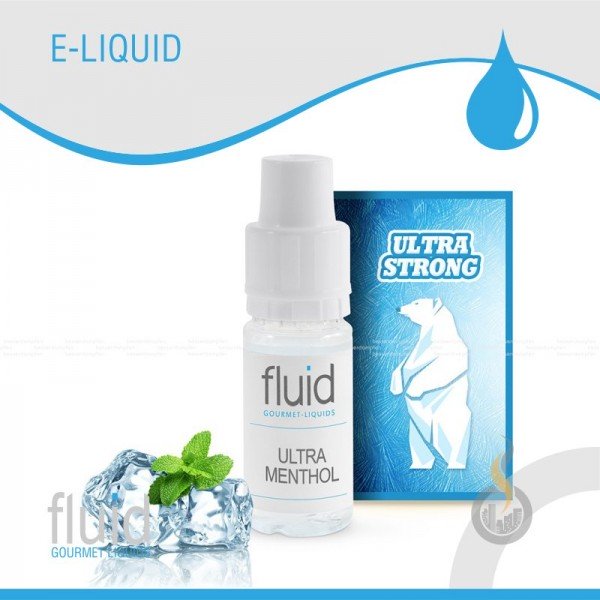 E-LIQUID
ULTRA
STRONG
fluid
GOURMET-LIQUIDS
ULTRA
MENTHOL
fluid
GOURMET LIQUIDS